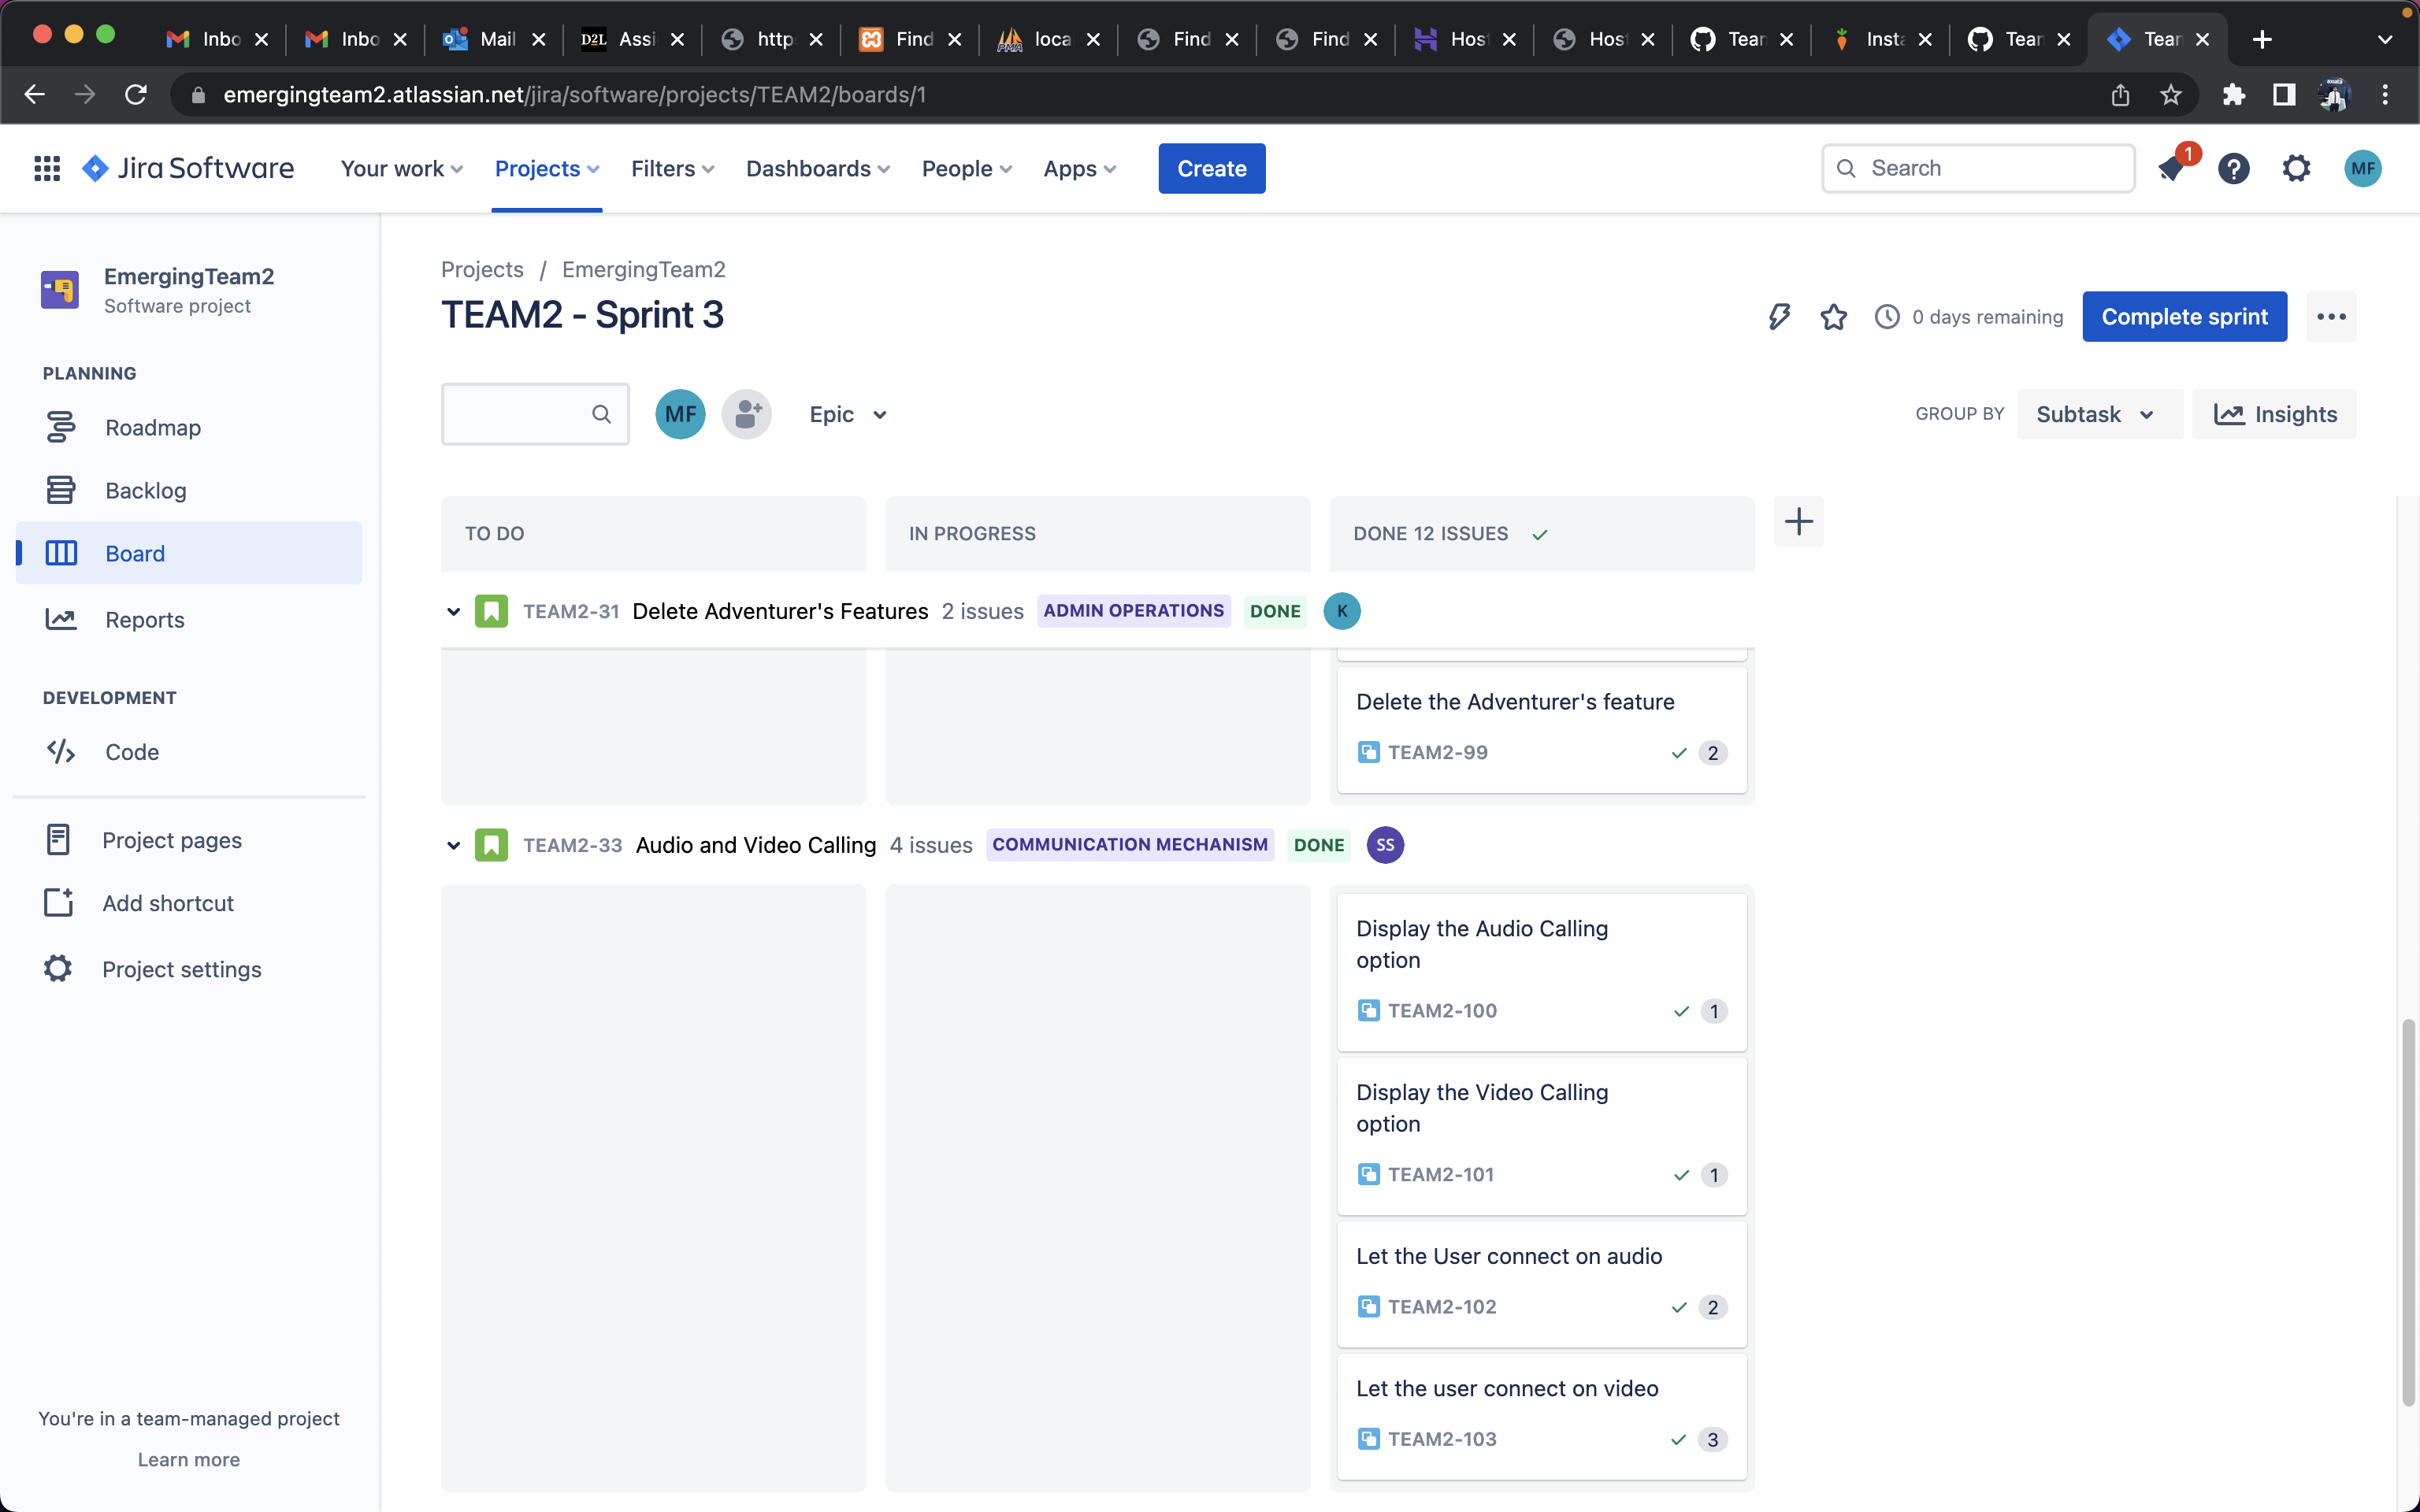 Inbo
Inbo
Mail
D2L Assi
http
Find
PMA loca
Find
Find
Host
Host
Team
Insta
Team
Team
emergingteam2.atlassian.net/jira/software/projects/TEAM2/boards/1
Jira Software
Your work
Projects
Filters
Dashboards
People
Apps
Create
Search
1
MF
EmergingTeam2
Software project
PLANNING
Roadmap
Backlog
Board
Reports
DEVELOPMENT
Code
Project pages
Add shortcut
Project settings
You're in a team-managed project
Learn more
Projects / EmergingTeam2
TEAM2 - Sprint 3
0 days remaining
Complete sprint
MF
Epic
GROUP BY
Subtask
Insights
TO DO
IN PROGRESS
DONE 12 ISSUES
TEAM2-31 Delete Adventurer's Features 2 issues ADMIN OPERATIONS DONE K
Delete the Adventurer's feature
TEAM2-99 2
TEAM2-33 Audio and Video Calling 4 issues COMMUNICATION MECHANISM DONE SS
Display the Audio Calling
option
TEAM2-100 1
Display the Video Calling
option
TEAM2-101 1
Let the User connect on audio
TEAM2-102 2
Let the user connect on video
TEAM2-103 3